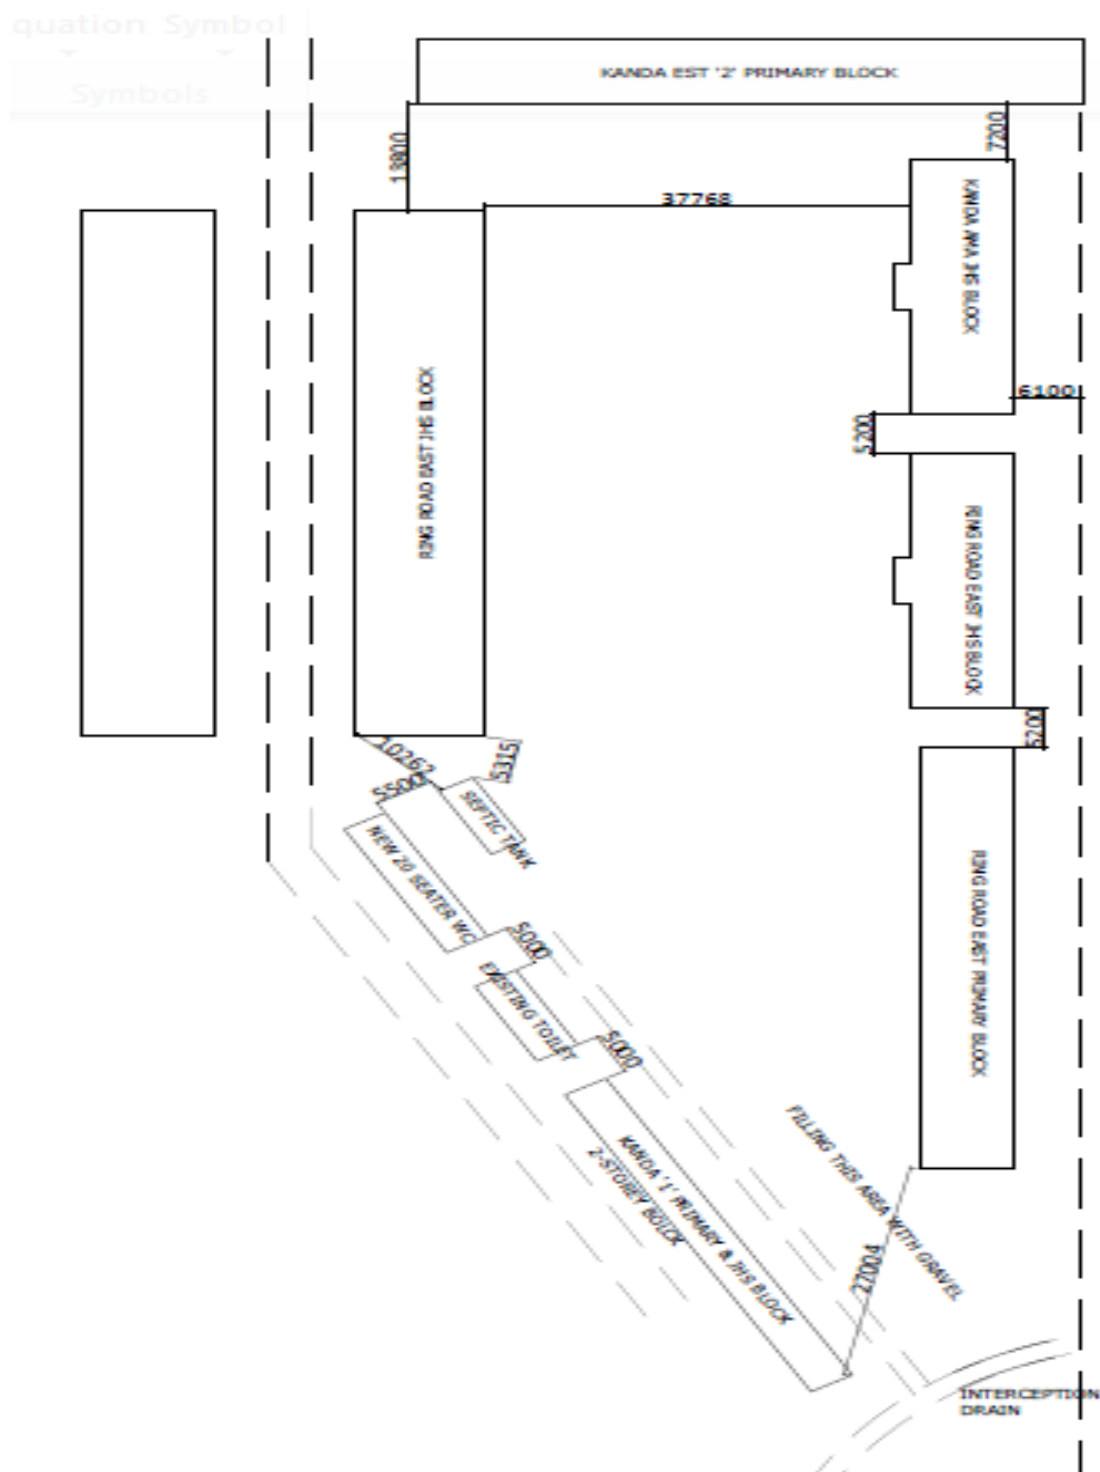 quation Symbol
Symbols
KANDA EST '2' PRIMARY BLOCK
13800
7200
37768
KANDA AMA JHS BLOCK
6100
5200
RING ROAD EAST JHS BLOCK
RING ROAD EAST JHS BLOCK
5200
10262
5315
5500
SEPTIC TANK
NEW 20 SEATER WC
5000
EXISTING TOILET
5000
RING ROAD EAST PRIMARY BLOCK
KANDA '1' PRIMARY & JHS BLOCK
2-STOREY BOLCK
FILLING THIS AREA WITH GRAVEL
27004
INTERCEPTION
DRAIN